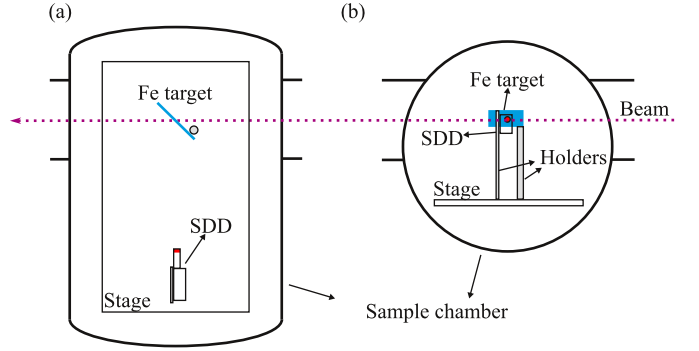 (a)
(b)
Fe target
SDD
Stage
Fe target
Beam
SDD
Holders
Stage
Sample chamber